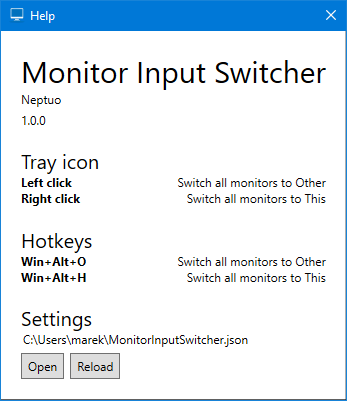 Help
Monitor Input Switcher
Neptuo
1.0.0
Tray icon
Left click Switch all monitors to Other
Right click Switch all monitors to This
Hotkeys
Win+Alt+O Switch all monitors to Other
Win+Alt+H Switch all monitors to This
Settings
C:\Users\marek\MonitorInputSwitcher.json
Open Reload